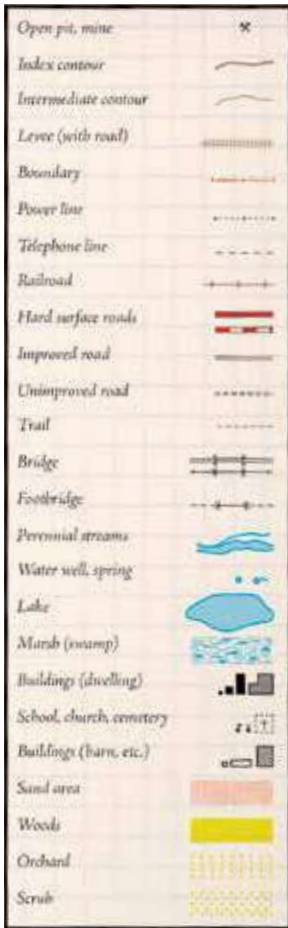 Open pit, mine
Index contour
Intermediate contour
Levee (with road)
Boundary
Power line
Telephone line
Railroad
Hard surface roads
Improved road
Unimproved road
Trail
Bridge
Footbridge
Perennial streams
Water well, spring
Lake
Marsh (swamp)
Buildings (dwelling)
School, church, cemetery
Buildings (barn, etc.)
Sand area
Woods
Orchard
Scrub